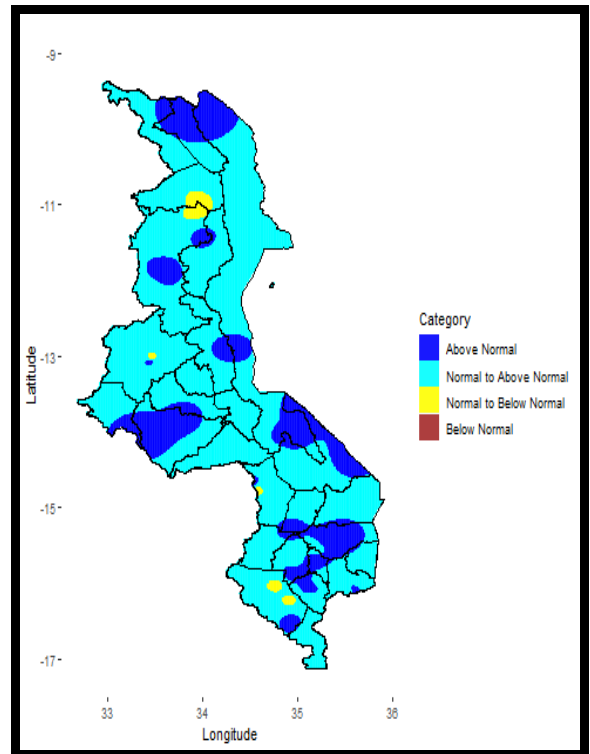 -9
-11
-13
-15
-17
Latitude
33 34 35 36
Longitude
Category
Above Normal
Normal to Above Normal
Normal to Below Normal
Below Normal